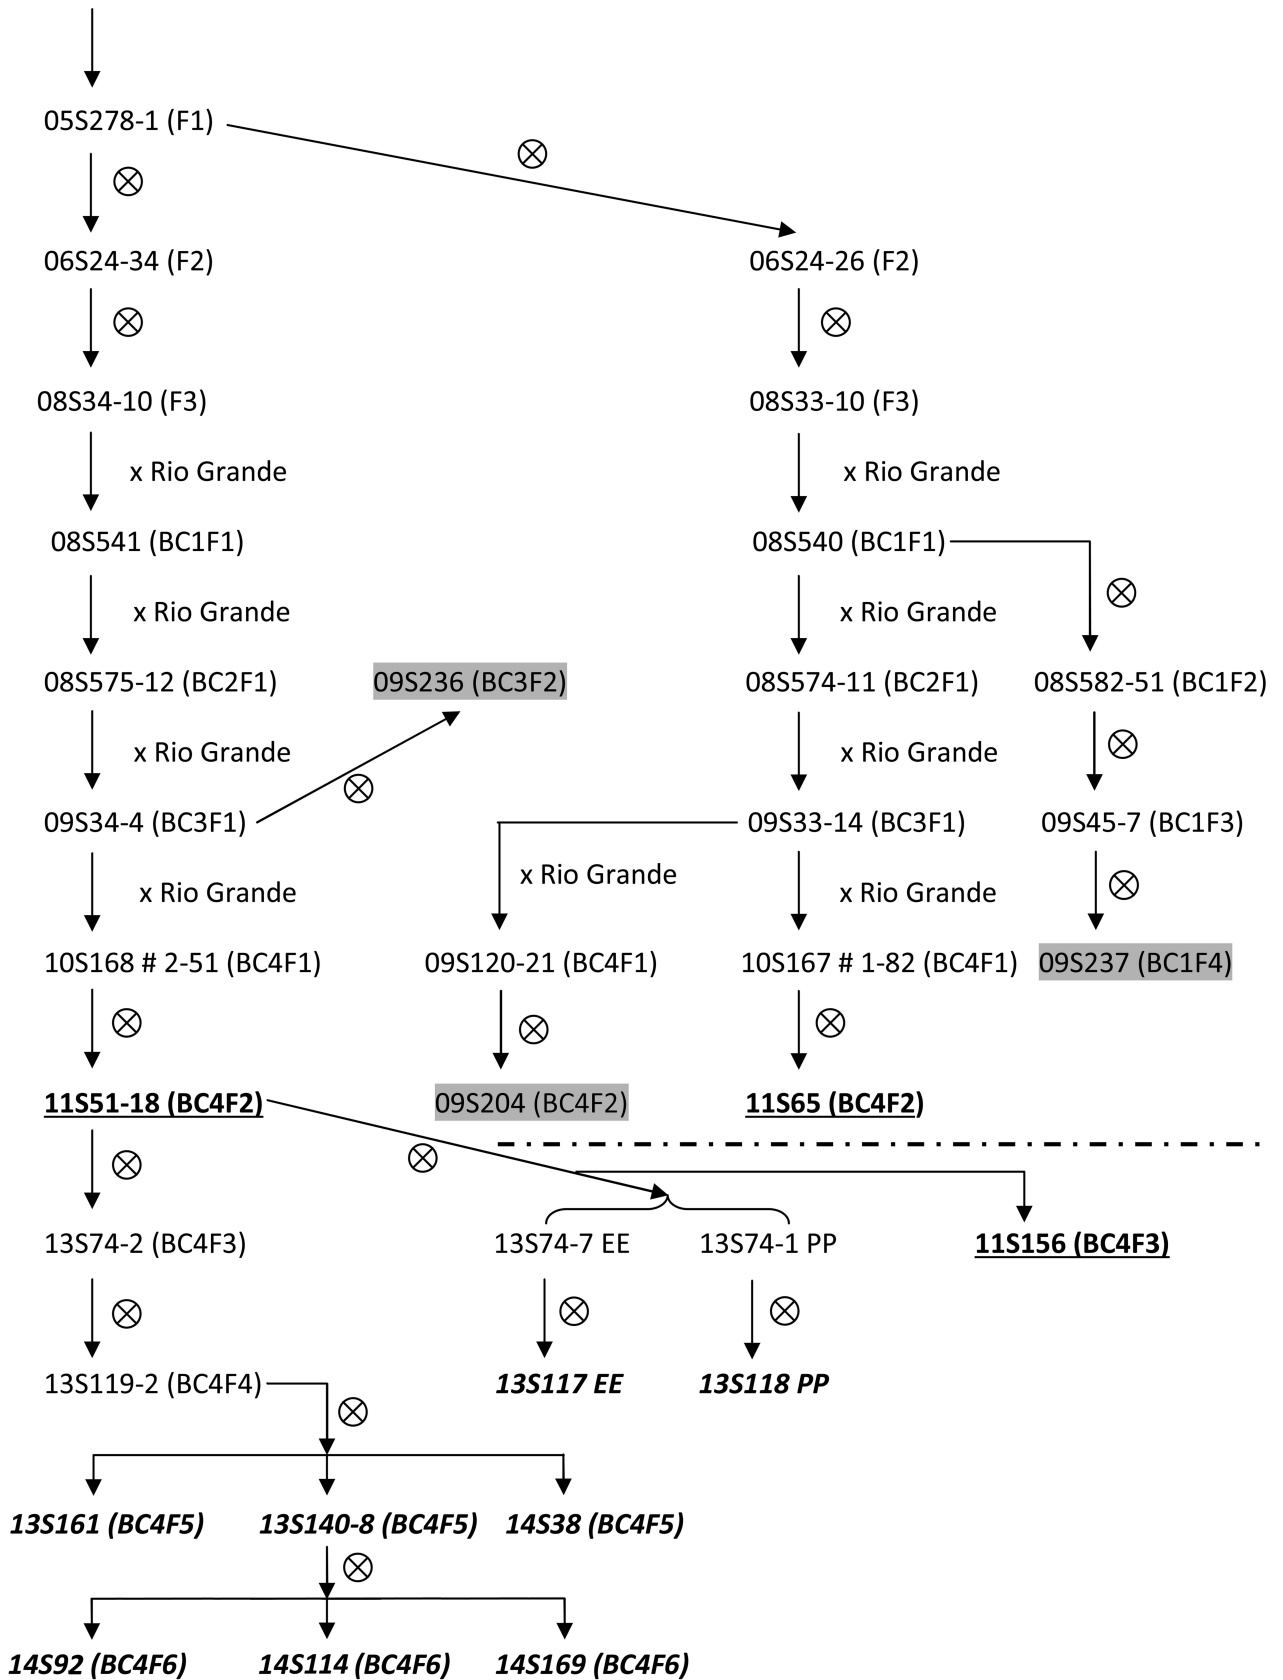 05S278-1 (F1)
06S24-34 (F2)
06S24-26 (F2)
08S34-10 (F3)
08S33-10 (F3)
x Rio Grande
x Rio Grande
08S541 (BC1F1)
08S540 (BC1F1)
x Rio Grande
x Rio Grande
08S575-12 (BC2F1)
09S236 (BC3F2)
08S574-11 (BC2F1)
08S582-51 (BC1F2)
x Rio Grande
x Rio Grande
09S34-4 (BC3F1)
09S33-14 (BC3F1)
09S45-7 (BC1F3)
x Rio Grande
x Rio Grande
x Rio Grande
10S168 # 2-51 (BC4F1)
09S120-21 (BC4F1)
10S167 # 1-82 (BC4F1)
09S237 (BC1F4)
11S51-18 (BC4F2)
09S204 (BC4F2)
11S65 (BC4F2)
13S74-2 (BC4F3)
13S74-7 EE
13S74-1 PP
11S156 (BC4F3)
13S119-2 (BC4F4)
13S117 EE
13S118 PP
13S161 (BC4F5)
13S140-8 (BC4F5)
14S38 (BC4F5)
14S92 (BC4F6)
14S114 (BC4F6)
14S169 (BC4F6)